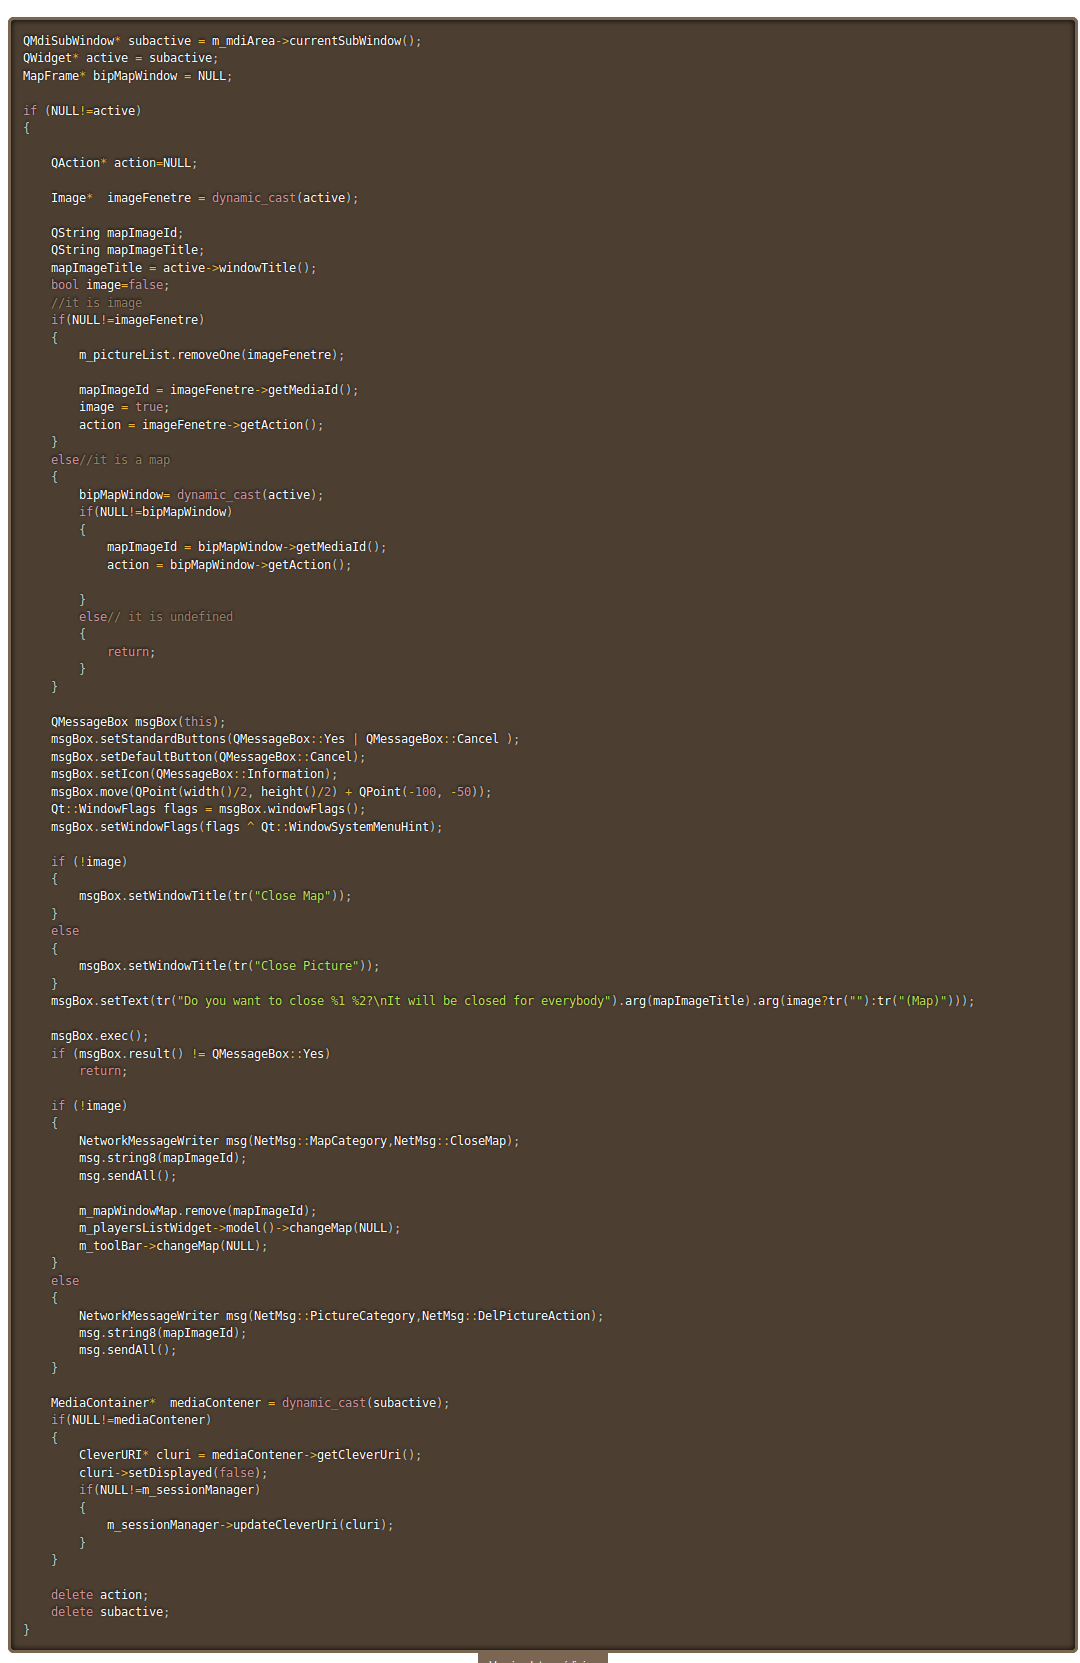 QMdiSubWindow* subactive = m_mdiArea->currentSubWindow();
QWidget* active = subactive;
MapFrame* bipMapWindow = NULL;
if (NULL!=active)
{
QAction* action=NULL;
Image*  imageFenetre = dynamic_cast(active);
QString mapImageId;
QString mapImageTitle;
mapImageTitle = active->windowTitle();
bool image=false;
//it is image
if(NULL!=imageFenetre)
{
m_pictureList.removeOne(imageFenetre);
mapImageId = imageFenetre->getMediaId();
image = true;
action = imageFenetre->getAction();
}
else//it is a map
{
bipMapWindow= dynamic_cast(active);
if(NULL!=bipMapWindow)
{
mapImageId = bipMapWindow->getMediaId();
action = bipMapWindow->getAction();
}
else// it is undefined
{
return;
}
}
QMessageBox msgBox(this);
msgBox.setStandardButtons(QMessageBox::Yes | QMessageBox::Cancel );
msgBox.setDefaultButton(QMessageBox::Cancel);
msgBox.setIcon(QMessageBox::Information);
msgBox.move(QPoint(width()/2, height()/2) + QPoint(-100, -50));
Qt::WindowFlags flags = msgBox.windowFlags();
msgBox.setWindowFlags(flags ^ Qt::WindowSystemMenuHint);
if (!image)
{
msgBox.setWindowTitle(tr("Close Map"));
}
else
{
msgBox.setWindowTitle(tr("Close Picture"));
}
msgBox.setText(tr("Do you want to close %1 %2?\nIt will be closed for everybody").arg(mapImageTitle).arg(image?tr(""):tr("(Map)")));
msgBox.exec();
if (msgBox.result() != QMessageBox::Yes)
return;
if (!image)
{
NetworkMessageWriter msg(NetMsg::MapCategory,NetMsg::CloseMap);
msg.string8(mapImageId);
msg.sendAll();
m_mapWindowMap.remove(mapImageId);
m_playersListWidget->model()->changeMap(NULL);
m_toolBar->changeMap(NULL);
}
else
{
NetworkMessageWriter msg(NetMsg::PictureCategory,NetMsg::DelPictureAction);
msg.string8(mapImageId);
msg.sendAll();
}
MediaContainer*  mediaContener = dynamic_cast(subactive);
if(NULL!=mediaContener)
{
CleverURI* cluri = mediaContener->getCleverUri();
cluri->setDisplayed(false);
if(NULL!=m_sessionManager)
{
m_sessionManager->updateCleverUri(cluri);
}
}
delete action;
delete subactive;
}